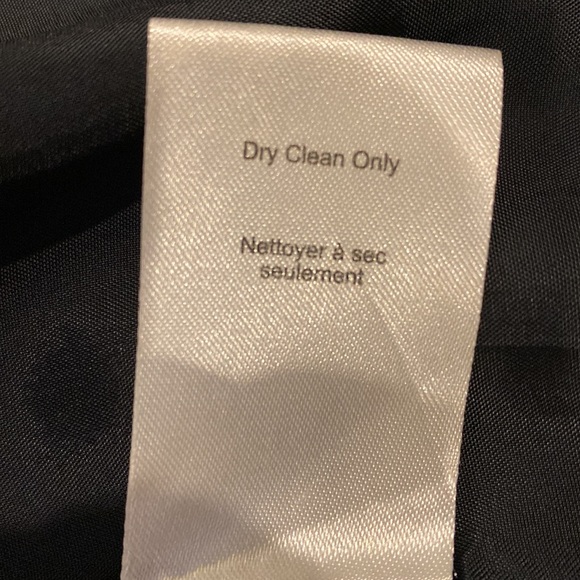 Dry Clean Only
Nettoyer à sec
seulement